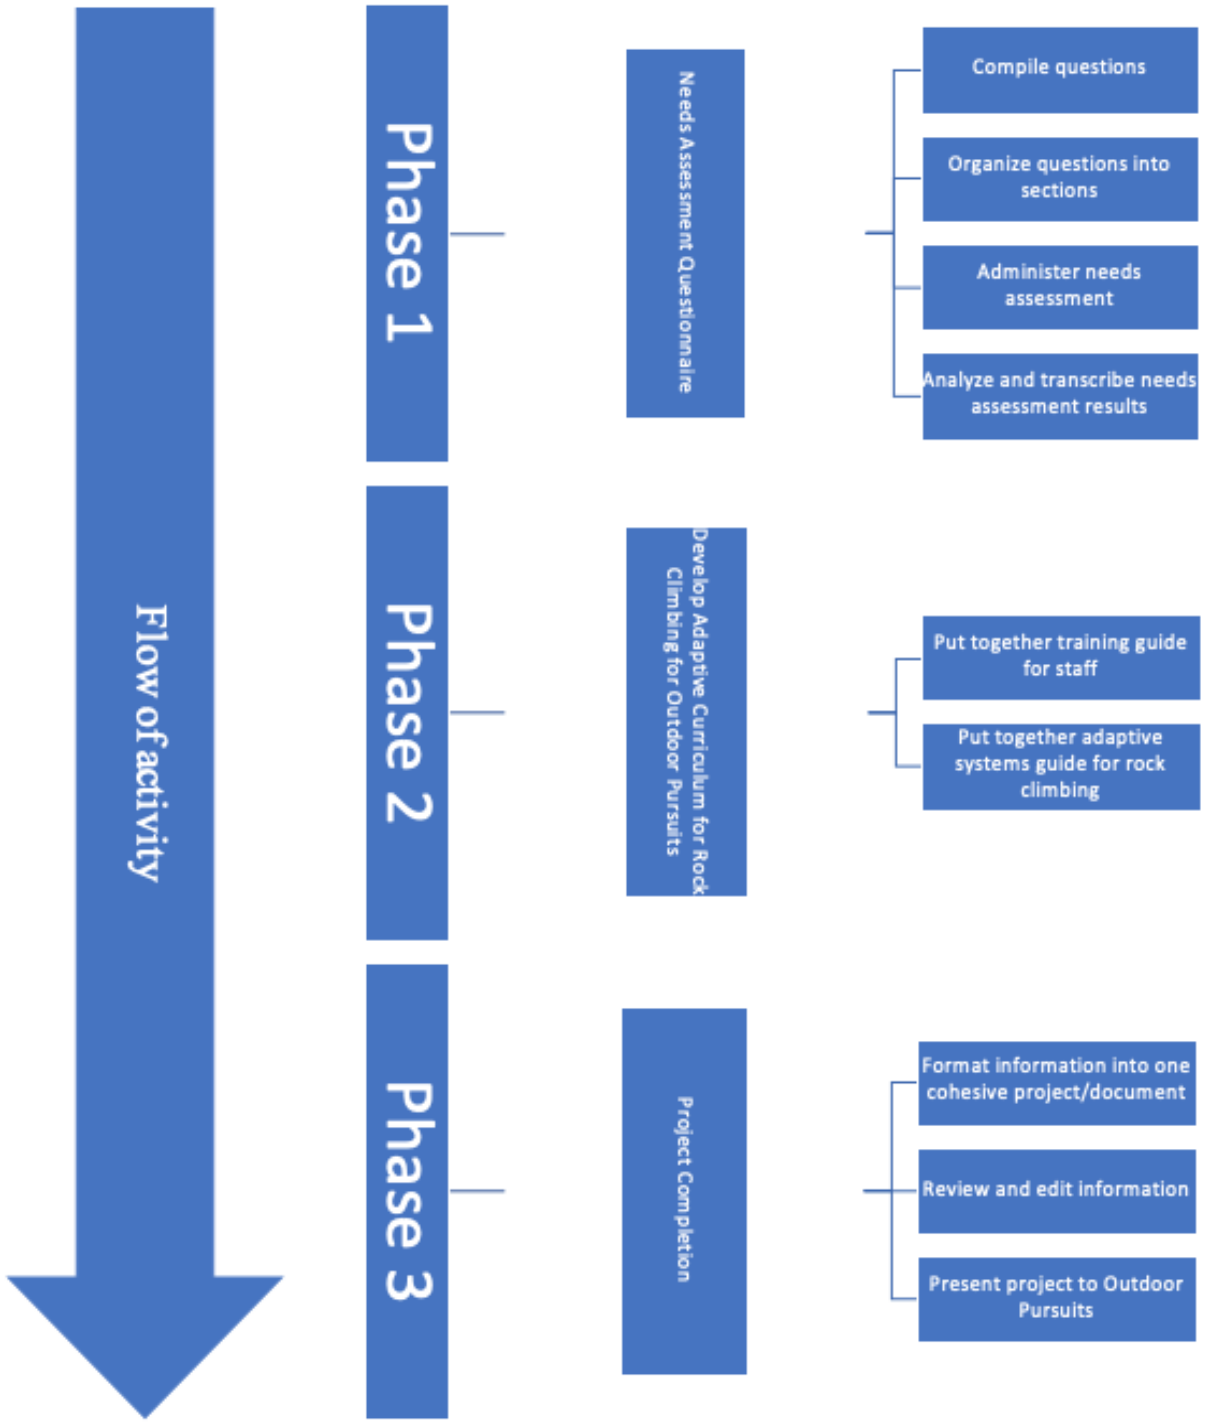 Flow of activity
Phase 1
Needs Assessment Questionnaire
Compile questions
Organize questions into
sections
Administer needs
assessment
Analyze and transcribe needs
assessment results
Phase 2
Develop Adaptive Curriculum for Rock
Climbing for Outdoor Pursuits
Put together training guide
for staff
Put together adaptive
systems guide for rock
climbing
Phase 3
Project Completion
Format information into one
cohesive project/document
Review and edit information
Present project to Outdoor
Pursuits